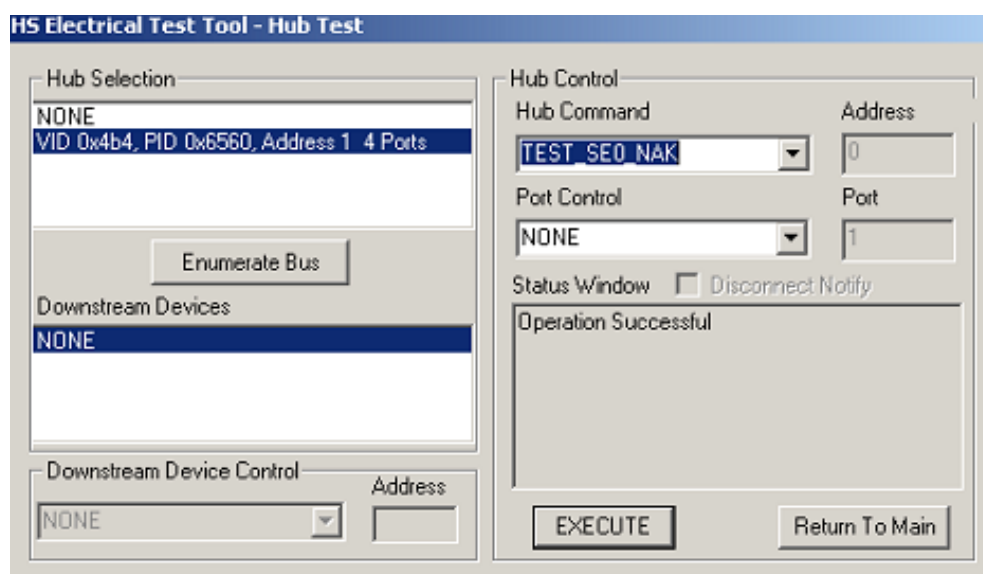 HS Electrical Test Tool - Hub Test
Hub Selection
NONE
VID 0x4b4, PID 0x6560, Address 1 4 Ports
Enumerate Bus
Downstream Devices
NONE
Downstream Device Control
Address
NONE
Hub Control
Hub Command
Address
TEST_SE0_NAK
0
Port Control
Port
NONE
1
Status Window
Disconnect Notify
Operation Successful
EXECUTE
Return To Main